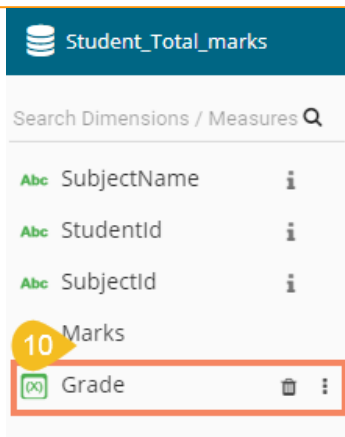 Student_Total_marks
Search Dimensions / Measures
Abc SubjectName i
Abc StudentId i
Abc SubjectId i
10 Marks
(x) Grade